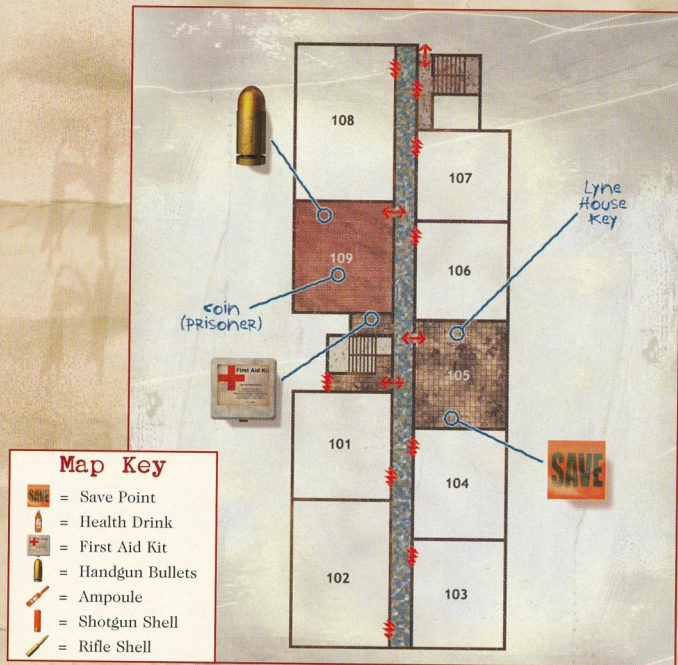 108
107
Lyne
House
Key
109
106
coin
(PRISONER)
First Aid Kit
105
101
SAVE
104
102
103
Map Key
SAVE = Save Point
= Health Drink
= First Aid Kit
= Handgun Bullets
= Ampoule
= Shotgun Shell
= Rifle Shell